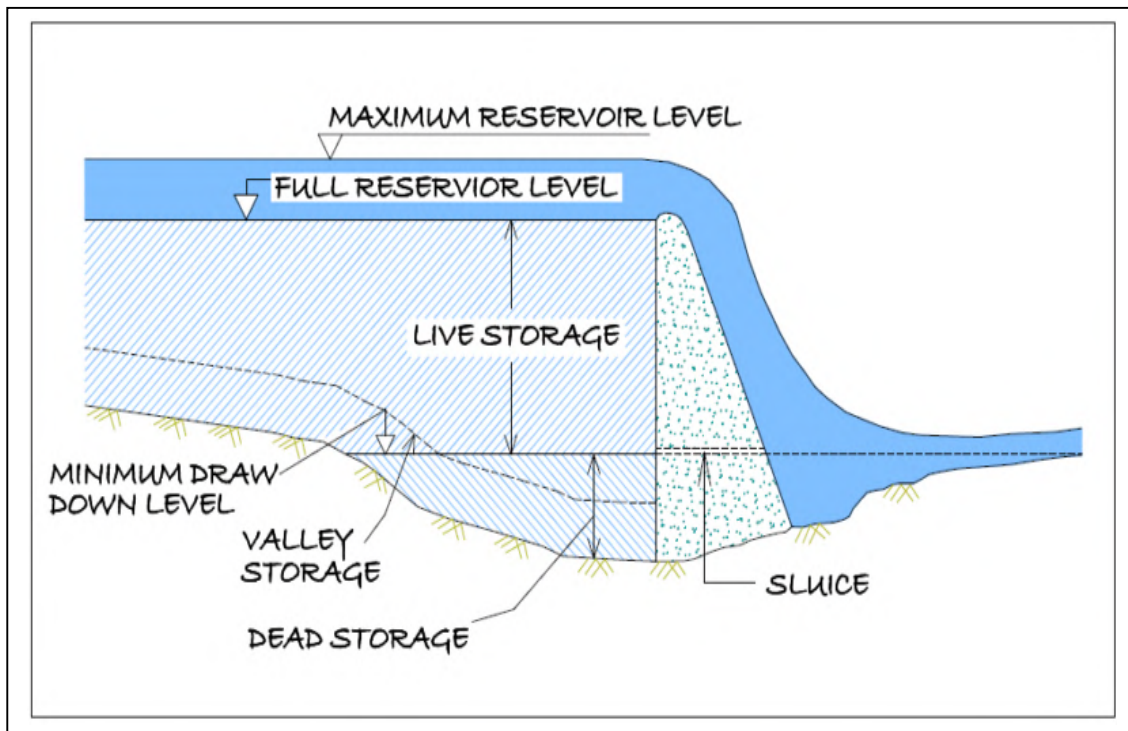 MAXIMUM RESERVOIR LEVEL
FULL RESERVIOR LEVEL
LIVE STORAGE
MINIMUM DRAW
DOWN LEVEL
VALLEY
STORAGE
SLUICE
DEAD STORAGE